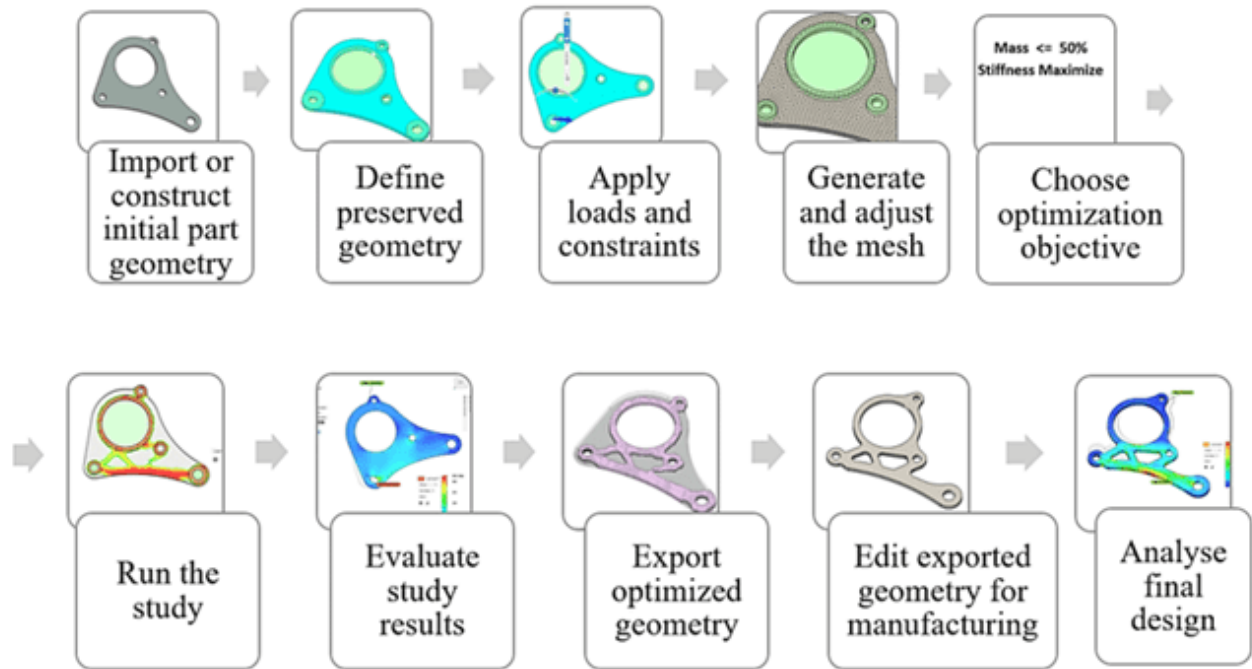 Mass <= 50%
Stiffness Maximize
Import or
construct
initial part
geometry
Define
preserved
geometry
Apply
loads and
constraints
Generate
and adjust
the mesh
Choose
optimization
objective
Run the
study
Evaluate
study
results
Export
optimized
geometry
Edit exported
geometry for
manufacturing
Analyse
final
design